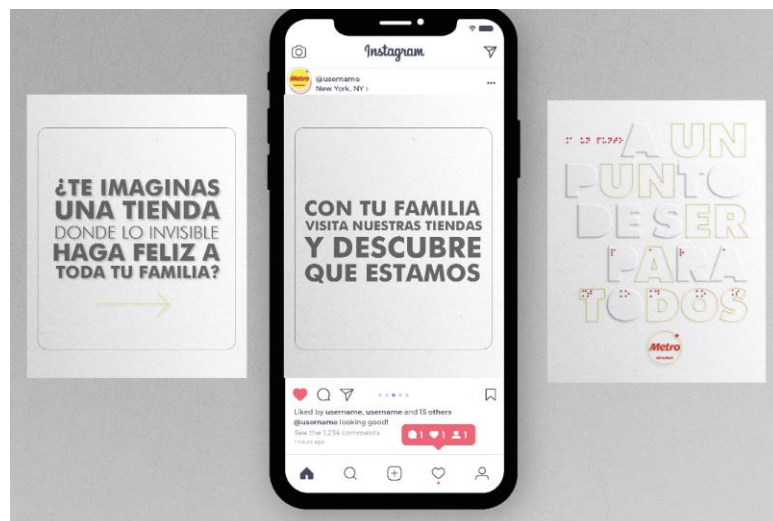 ¿TE IMAGINAS
UNA TIENDA
DONDE LO INVISIBLE
HAGA FELIZ A
TODA TU FAMILIA?
Instagram
Metro
@username
New York, NY >
CON TU FAMILIA
VISITA NUESTRAS TIENDAS
Y DESCUBRE
QUE ESTAMOS
Liked by username, username and 15 others
@username looking good!
See the 1,234 comments
1 1 1
A UN
PUNTO
DE SER
PARA
TODOS
Metro